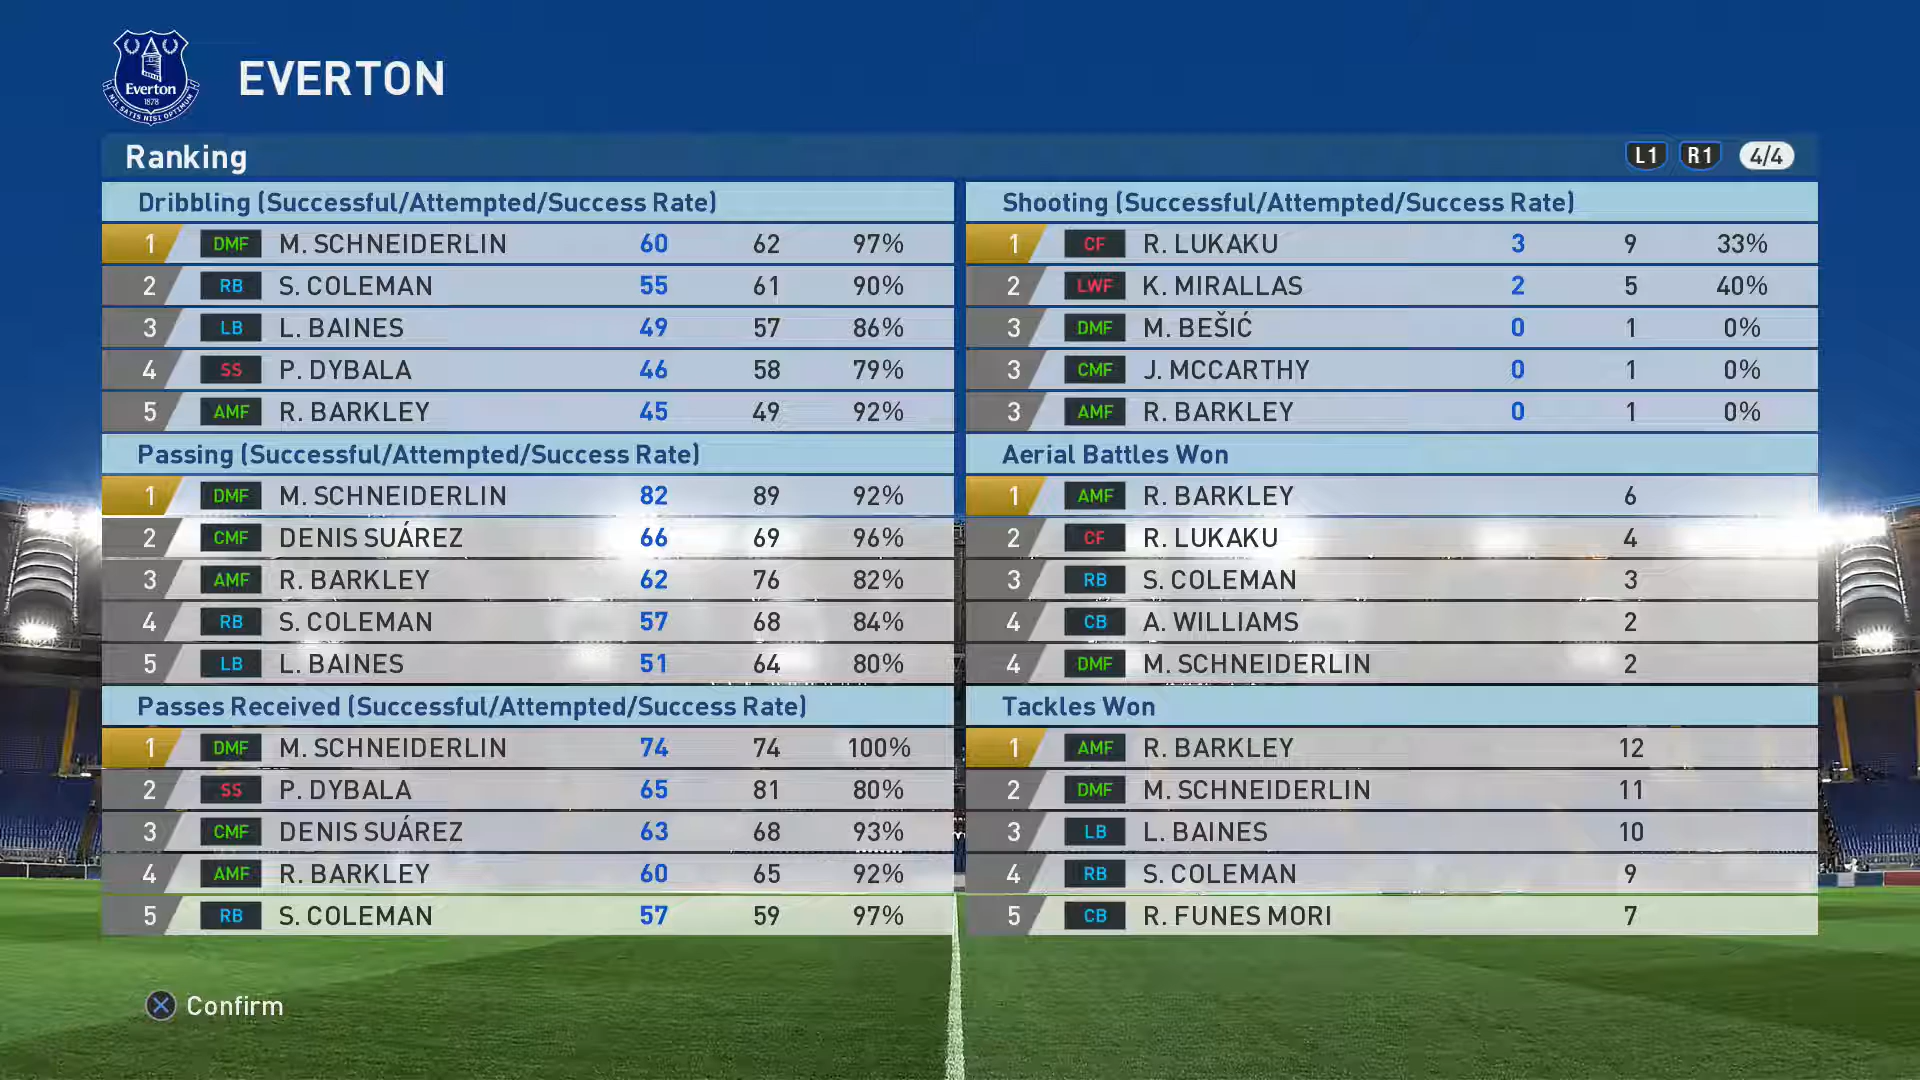 Everton
1878
NIL SATIS NISI OPTIMUM
EVERTON
Ranking
L1 R1 4/4
Dribbling (Successful/Attempted/Success Rate)
1 DMF M. SCHNEIDERLIN 60 62 97%
2 RB S. COLEMAN 55 61 90%
3 LB L. BAINES 49 57 86%
4 SS P. DYBALA 46 58 79%
5 AMF R. BARKLEY 45 49 92%
Passing (Successful/Attempted/Success Rate)
1 DMF M. SCHNEIDERLIN 82 89 92%
2 CMF DENIS SUÁREZ 66 69 96%
3 AMF R. BARKLEY 62 76 82%
4 RB S. COLEMAN 57 68 84%
5 LB L. BAINES 51 64 80%
Passes Received (Successful/Attempted/Success Rate)
1 DMF M. SCHNEIDERLIN 74 74 100%
2 SS P. DYBALA 65 81 80%
3 CMF DENIS SUÁREZ 63 68 93%
4 AMF R. BARKLEY 60 65 92%
5 RB S. COLEMAN 57 59 97%
Shooting (Successful/Attempted/Success Rate)
1 CF R. LUKAKU 3 9 33%
2 LWF K. MIRALLAS 2 5 40%
3 DMF M. BEŠIĆ 0 1 0%
3 CMF J. MCCARTHY 0 1 0%
3 AMF R. BARKLEY 0 1 0%
Aerial Battles Won
1 AMF R. BARKLEY 6
2 CF R. LUKAKU 4
3 RB S. COLEMAN 3
4 CB A. WILLIAMS 2
4 DMF M. SCHNEIDERLIN 2
Tackles Won
1 AMF R. BARKLEY 12
2 DMF M. SCHNEIDERLIN 11
3 LB L. BAINES 10
4 RB S. COLEMAN 9
5 CB R. FUNES MORI 7
Confirm